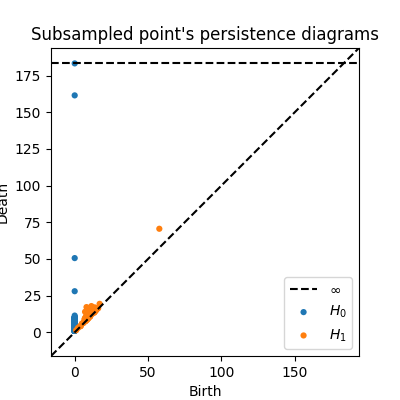 Subsampled point's persistence diagrams
Death
175
150
125
100
75
50
25
0
∞
H₀
H₁
0
50
100
150
Birth